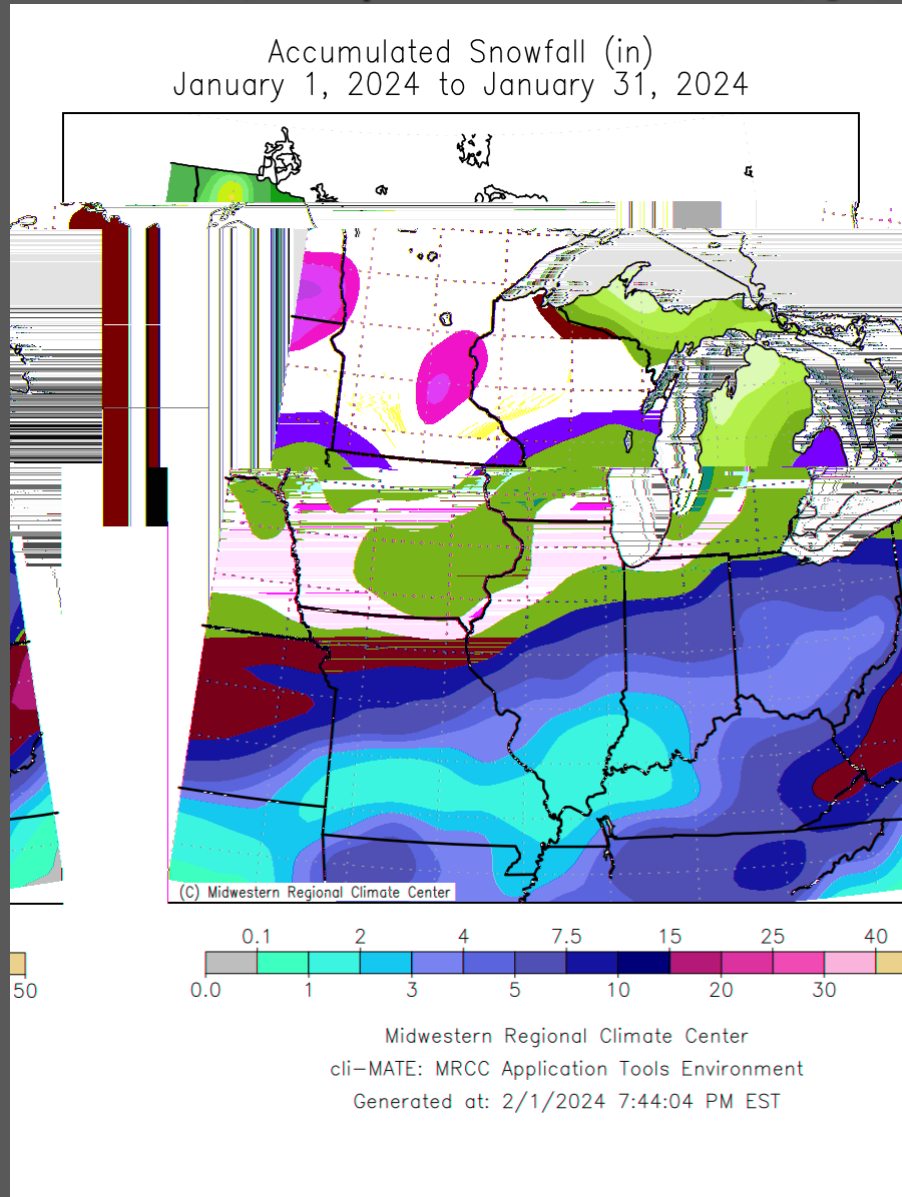 Accumulated Snowfall (in)
January 1, 2024 to January 31, 2024
(C) Midwestern Regional Climate Center
0.1 2 4 7.5 15 25 40
50 0.0 1 3 5 10 20 30
Midwestern Regional Climate Center
cli-MATE: MRCC Application Tools Environment
Generated at: 2/1/2024 7:44:04 PM EST